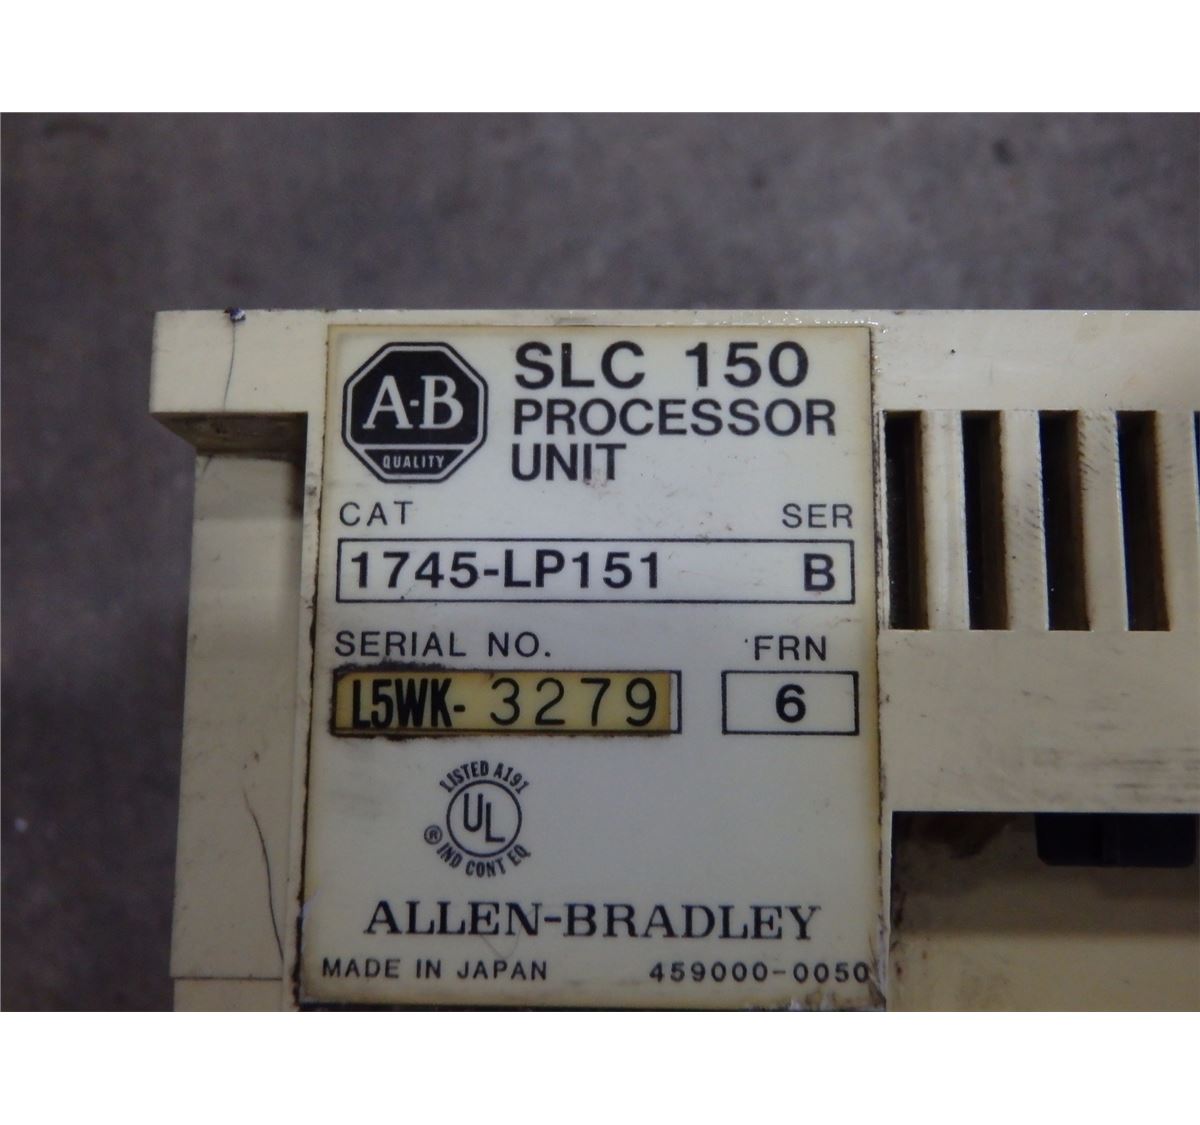 A-B
QUALITY
SLC 150
PROCESSOR
UNIT
CAT SER
1745-LP151 B
SERIAL NO. FRN
L5WK- 3279 6
LISTED A191
UL
® IND CONT EQ
ALLEN-BRADLEY
MADE IN JAPAN 459000-0050